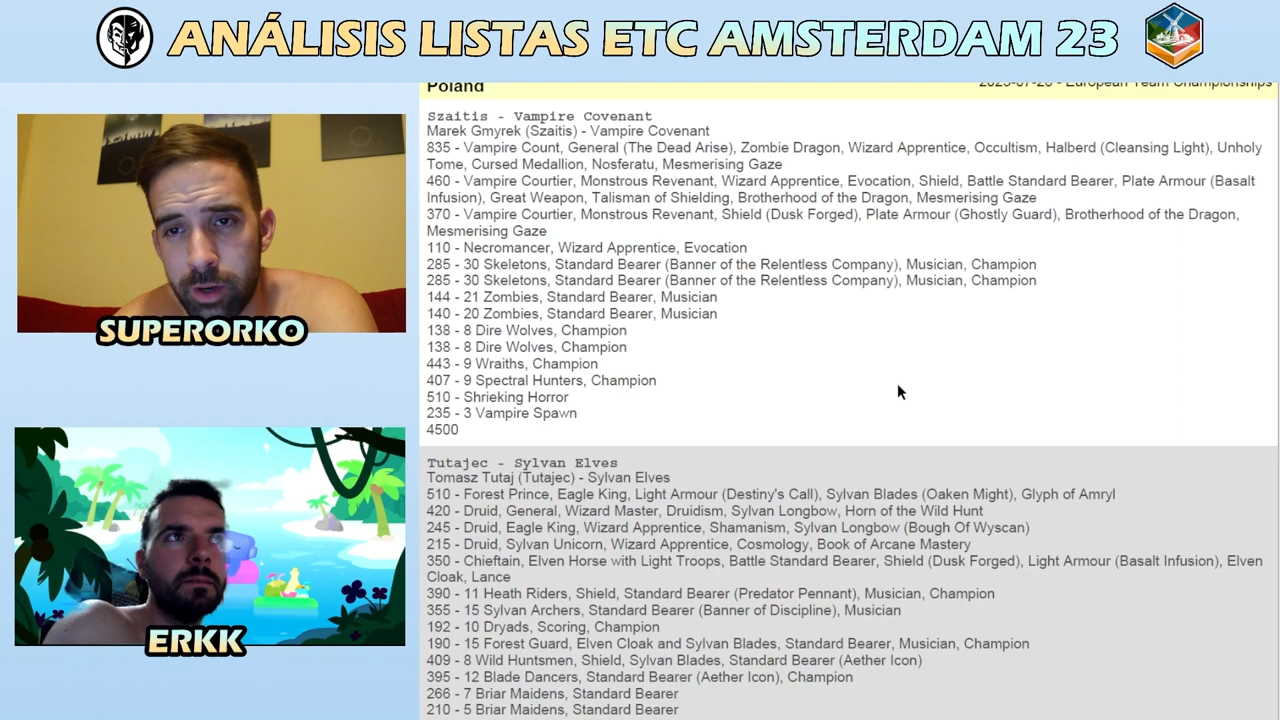 ANÁLISIS LISTAS ETC AMSTERDAM 23
Poland
2023-07-28 - European Team Championships
Szaitis - Vampire Covenant
Marek Gmyrek (Szaitis) - Vampire Covenant
835 - Vampire Count, General (The Dead Arise), Zombie Dragon, Wizard Apprentice, Occultism, Halberd (Cleansing Light), Unholy
Tome, Cursed Medallion, Nosferatu, Mesmerising Gaze
460 - Vampire Courtier, Monstrous Revenant, Wizard Apprentice, Evocation, Shield, Battle Standard Bearer, Plate Armour (Basalt
Infusion), Great Weapon, Talisman of Shielding, Brotherhood of the Dragon, Mesmerising Gaze
370 - Vampire Courtier, Monstrous Revenant, Shield (Dusk Forged), Plate Armour (Ghostly Guard), Brotherhood of the Dragon,
Mesmerising Gaze
110 - Necromancer, Wizard Apprentice, Evocation
285 - 30 Skeletons, Standard Bearer (Banner of the Relentless Company), Musician, Champion
285 - 30 Skeletons, Standard Bearer (Banner of the Relentless Company), Musician, Champion
144 - 21 Zombies, Standard Bearer, Musician
140 - 20 Zombies, Standard Bearer, Musician
138 - 8 Dire Wolves, Champion
138 - 8 Dire Wolves, Champion
443 - 9 Wraiths, Champion
407 - 9 Spectral Hunters, Champion
510 - Shrieking Horror
235 - 3 Vampire Spawn
4500
SUPERORKO
Tutajec - Sylvan Elves
Tomasz Tutaj (Tutajec) - Sylvan Elves
510 - Forest Prince, Eagle King, Light Armour (Destiny's Call), Sylvan Blades (Oaken Might), Glyph of Amryl
420 - Druid, General, Wizard Master, Druidism, Sylvan Longbow, Horn of the Wild Hunt
245 - Druid, Eagle King, Wizard Apprentice, Shamanism, Sylvan Longbow (Bough Of Wyscan)
215 - Druid, Sylvan Unicorn, Wizard Apprentice, Cosmology, Book of Arcane Mastery
350 - Chieftain, Elven Horse with Light Troops, Battle Standard Bearer, Shield (Dusk Forged), Light Armour (Basalt Infusion), Elven
Cloak, Lance
390 - 11 Heath Riders, Shield, Standard Bearer (Predator Pennant), Musician, Champion
355 - 15 Sylvan Archers, Standard Bearer (Banner of Discipline), Musician
192 - 10 Dryads, Scoring, Champion
190 - 15 Forest Guard, Elven Cloak and Sylvan Blades, Standard Bearer, Musician, Champion
409 - 8 Wild Huntsmen, Shield, Sylvan Blades, Standard Bearer (Aether Icon)
395 - 12 Blade Dancers, Standard Bearer (Aether Icon), Champion
266 - 7 Briar Maidens, Standard Bearer
210 - 5 Briar Maidens, Standard Bearer
ERKK